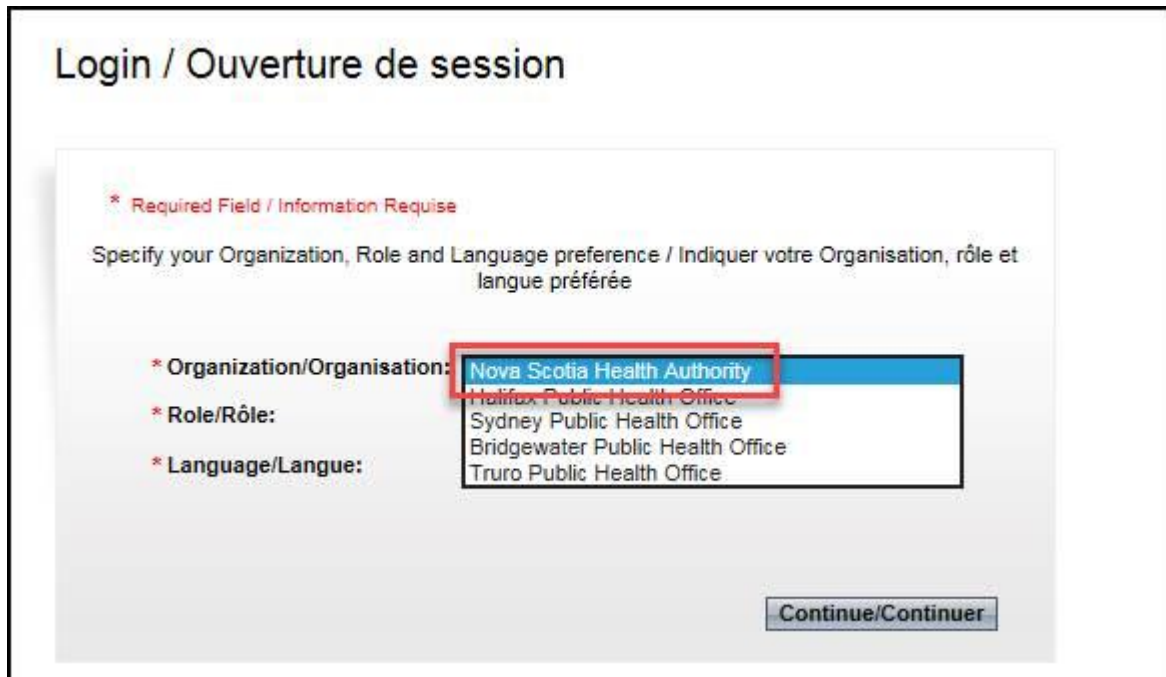 Login / Ouverture de session
* Required Field / Information Requise
Specify your Organization, Role and Language preference / Indiquer votre Organisation, rôle et
langue préférée
* Organization/Organisation:
Nova Scotia Health Authority
Halifax Public Health Office
* Role/Rôle:
Sydney Public Health Office
Bridgewater Public Health Office
* Language/Langue:
Truro Public Health Office
Continue/Continuer